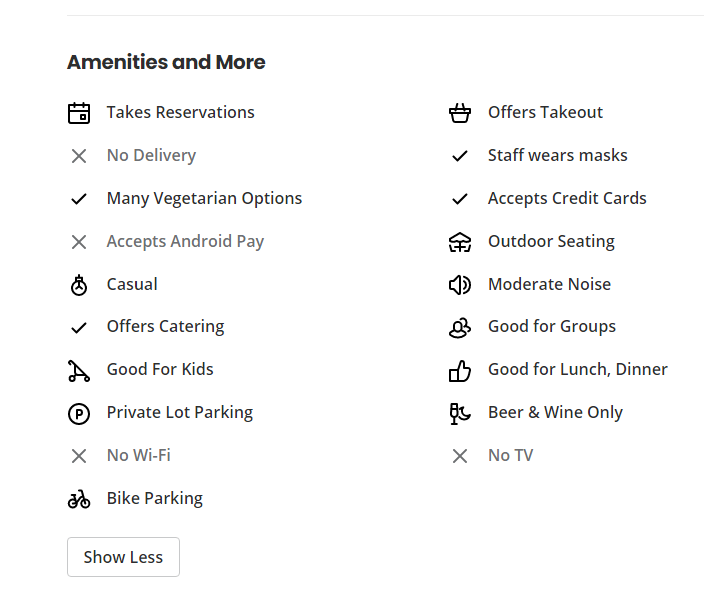 Amenities and More
Takes Reservations
Offers Takeout
No Delivery
Staff wears masks
Many Vegetarian Options
Accepts Credit Cards
Accepts Android Pay
Outdoor Seating
Casual
Moderate Noise
Offers Catering
Good for Groups
Good For Kids
Good for Lunch, Dinner
Private Lot Parking
Beer & Wine Only
No Wi-Fi
No TV
Bike Parking
Show Less